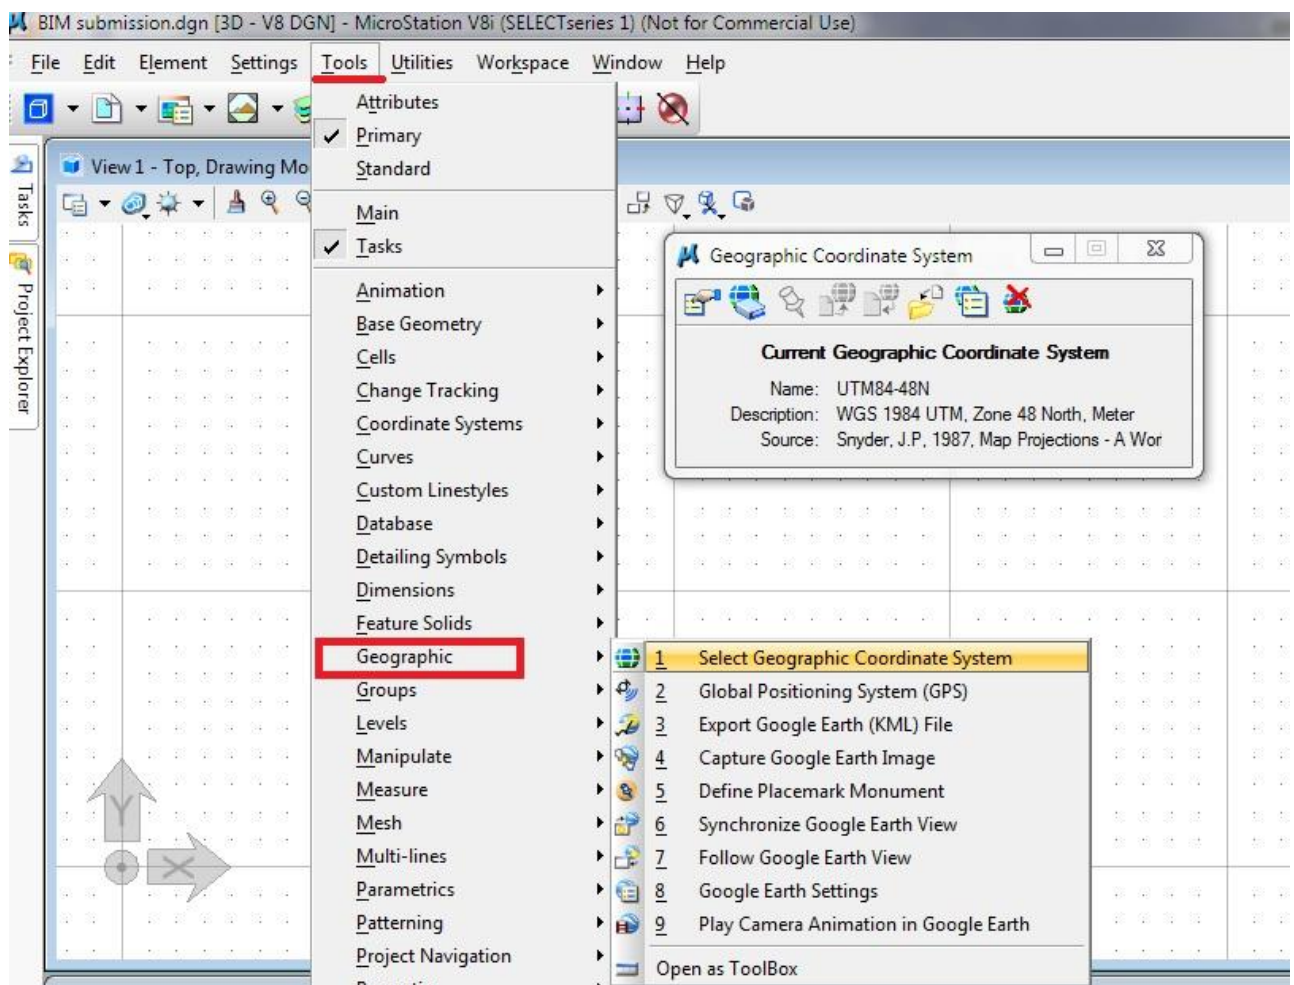 BIM submission.dgn [3D - V8 DGN] - MicroStation V8i (SELECTseries 1) (Not for Commercial Use)
File Edit Element Settings Tools Utilities Workspace Window Help
Attributes
Primary
Standard
Main
Tasks
Animation
Base Geometry
Cells
Change Tracking
Coordinate Systems
Curves
Custom Linestyles
Database
Detailing Symbols
Dimensions
Feature Solids
Geographic
Groups
Levels
Manipulate
Measure
Mesh
Multi-lines
Parametrics
Patterning
Project Navigation
View 1 - Top, Drawing Mo
Tasks
Project Explorer
Geographic Coordinate System
Current Geographic Coordinate System
Name: UTM84-48N
Description: WGS 1984 UTM, Zone 48 North, Meter
Source: Snyder, J.P, 1987, Map Projections - A Wor
1 Select Geographic Coordinate System
2 Global Positioning System (GPS)
3 Export Google Earth (KML) File
4 Capture Google Earth Image
5 Define Placemark Monument
6 Synchronize Google Earth View
7 Follow Google Earth View
8 Google Earth Settings
9 Play Camera Animation in Google Earth
Open as ToolBox
Y
X